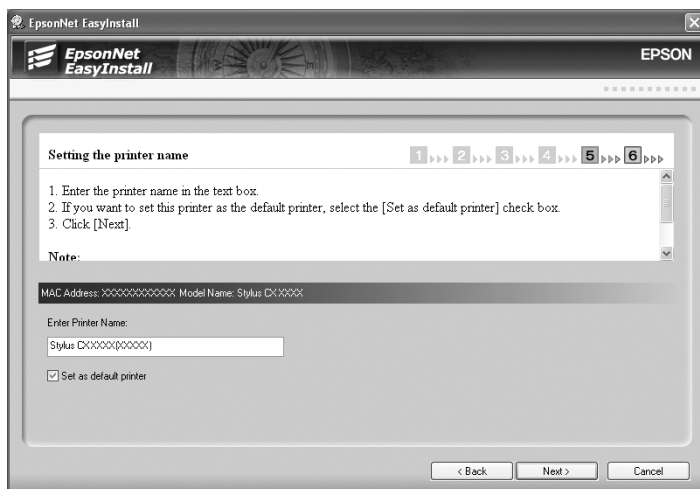 EpsonNet EasyInstall
EpsonNet
EasyInstall
EPSON
Setting the printer name
1 2 3 4 5 6
1. Enter the printer name in the text box.
2. If you want to set this printer as the default printer, select the [Set as default printer] check box.
3. Click [Next].
Note:
MAC Address: XXXXXXXXXXXX Model Name: Stylus CXXXXX
Enter Printer Name:
Stylus CXXXXX(XXXXX)
Set as default printer
< Back
Next >
Cancel